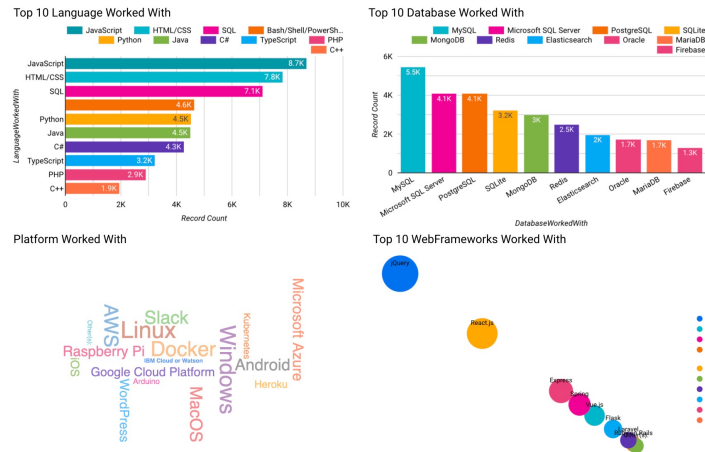 Top 10 Language Worked With
JavaScript HTML/CSS SQL Bash/Shell/PowerSh...
Python Java C# TypeScript PHP
C++
LanguageWorkedWith
JavaScript 8.7K
HTML/CSS 7.8K
SQL 7.1K
4.6K
Python 4.5K
Java 4.5K
C# 4.3K
TypeScript 3.2K
PHP 2.9K
C++ 1.9K
0 2K 4K 6K 8K 10K
Record Count
Top 10 Database Worked With
MySQL Microsoft SQL Server PostgreSQL SQLite
MongoDB Redis Elasticsearch Oracle MariaDB
Firebase
Record Count
6K
4K
2K
0
5.5K 4.1K 4.1K 3.2K 3K 2.5K 2K 1.7K 1.7K 1.3K
MySQL Microsoft SQL Server PostgreSQL SQLite MongoDB Redis Elasticsearch Oracle MariaDB Firebase
DatabaseWorkedWith
Platform Worked With
Microsoft Azure
AWS
Slack
Kubernetes
Other(s)
Linux
Windows
Raspberry Pi
Docker
iOS
IBM Cloud or Watson
Android
Google Cloud Platform
Arduino
Heroku
WordPress
MacOS
Top 10 WebFrameworks Worked With
jQuery
React.js
Express
Spring
Vue.js
Flask
Laravel
Rails